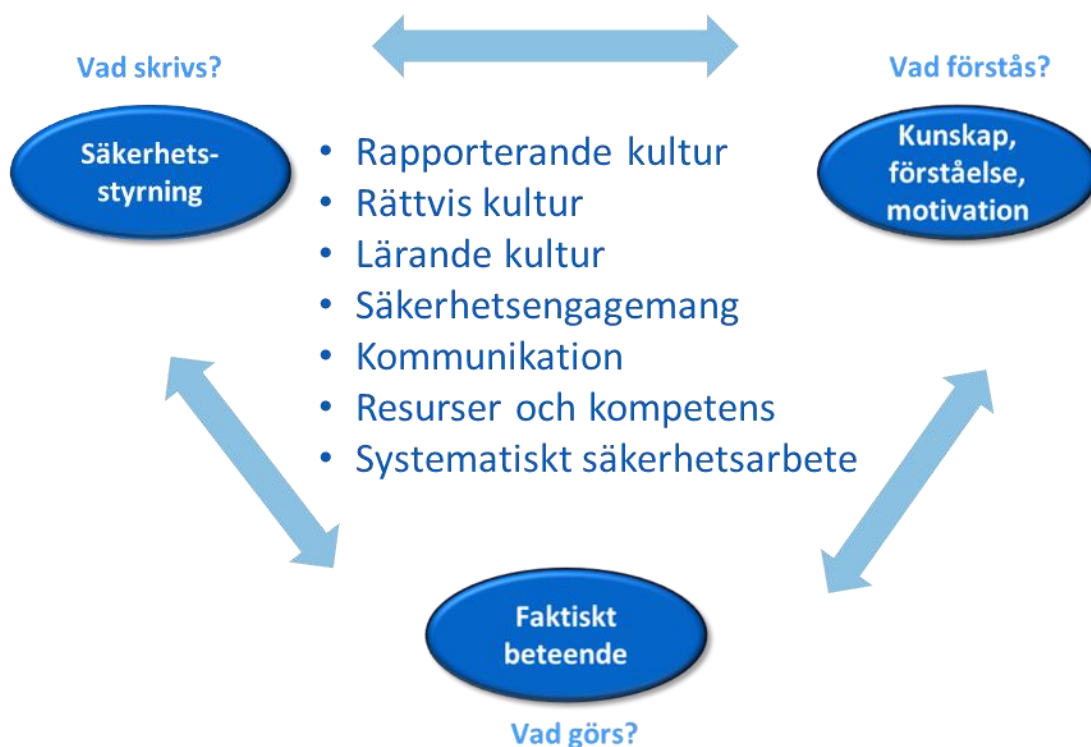 Vad skrivs?
Säkerhets-
styrning
Vad förstås?
Kunskap,
förståelse,
motivation
• Rapporterande kultur
• Rättvis kultur
• Lärande kultur
• Säkerhetsengagemang
• Kommunikation
• Resurser och kompetens
• Systematiskt säkerhetsarbete
Faktiskt
beteende
Vad görs?